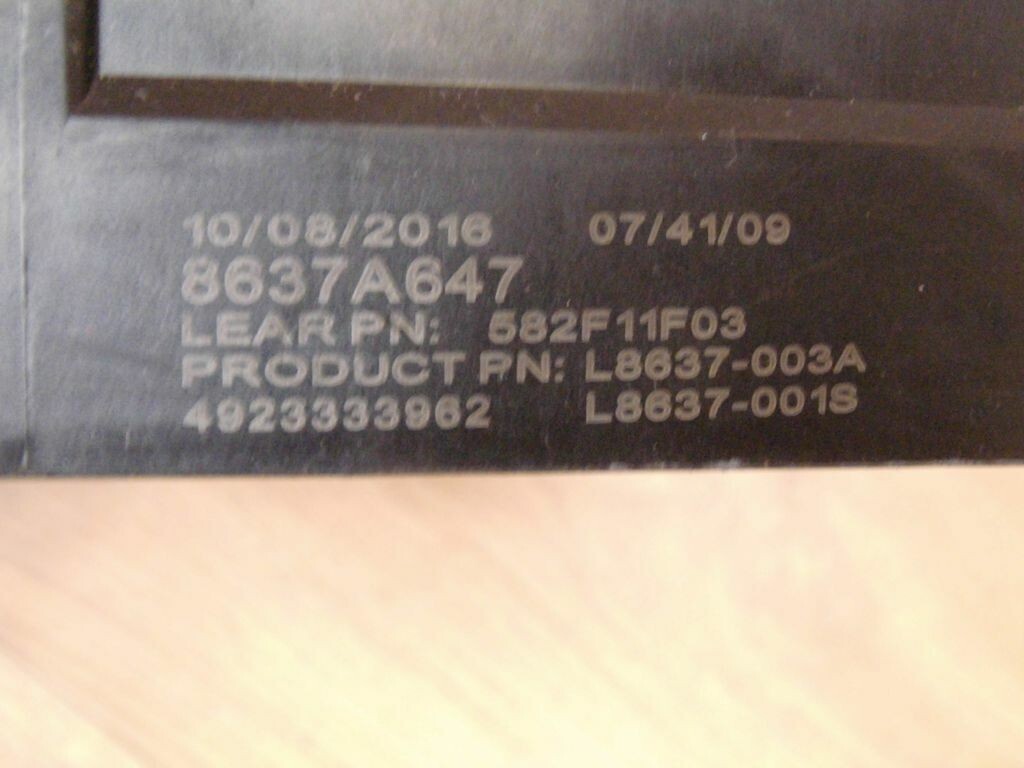 10/08/2016 07/41/09
8637A647
LEAR PN: 582F11F03
PRODUCT PN: L8637-003A
4923333962 L8637-001S